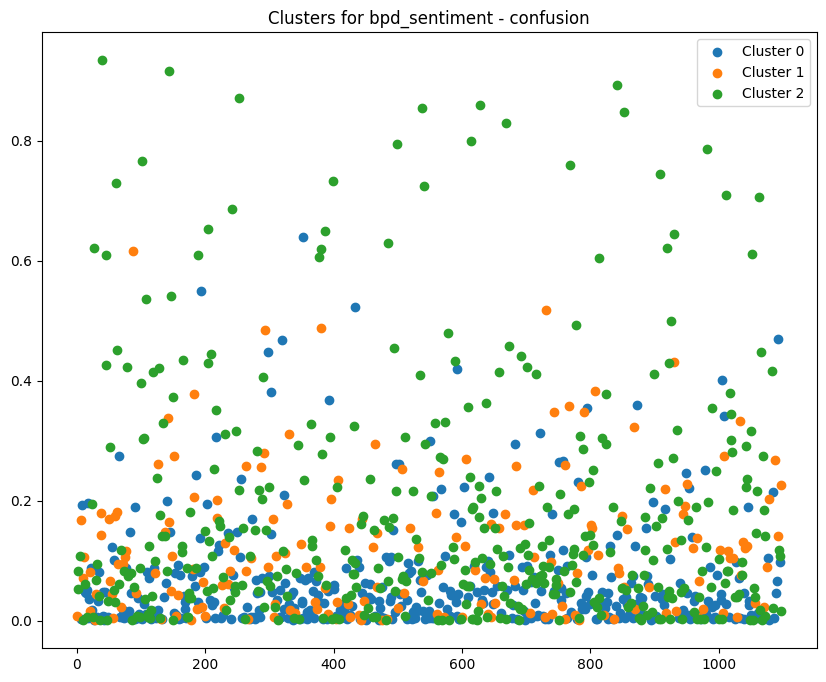 Clusters for bpd_sentiment - confusion
Cluster 0
Cluster 1
Cluster 2
0.8
0.6
0.4
0.2
0.0
0 200 400 600 800 1000